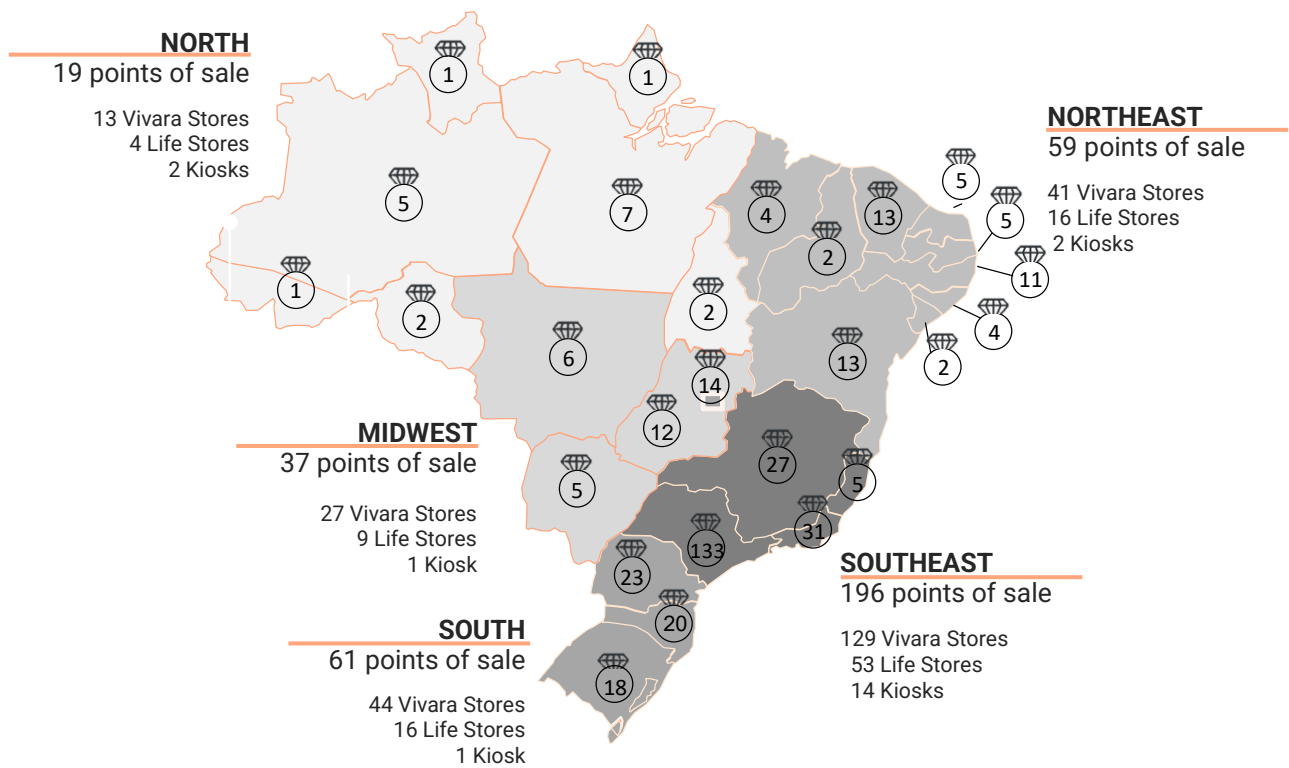 NORTH
19 points of sale
13 Vivara Stores
4 Life Stores
2 Kiosks
1
1
5
7
1
2
2
NORTHEAST
59 points of sale
41 Vivara Stores
16 Life Stores
2 Kiosks
4
2
13
5
5
11
4
2
13
MIDWEST
37 points of sale
27 Vivara Stores
9 Life Stores
1 Kiosk
6
14
12
5
SOUTHEAST
196 points of sale
129 Vivara Stores
53 Life Stores
14 Kiosks
27
5
31
133
SOUTH
61 points of sale
44 Vivara Stores
16 Life Stores
1 Kiosk
23
20
18